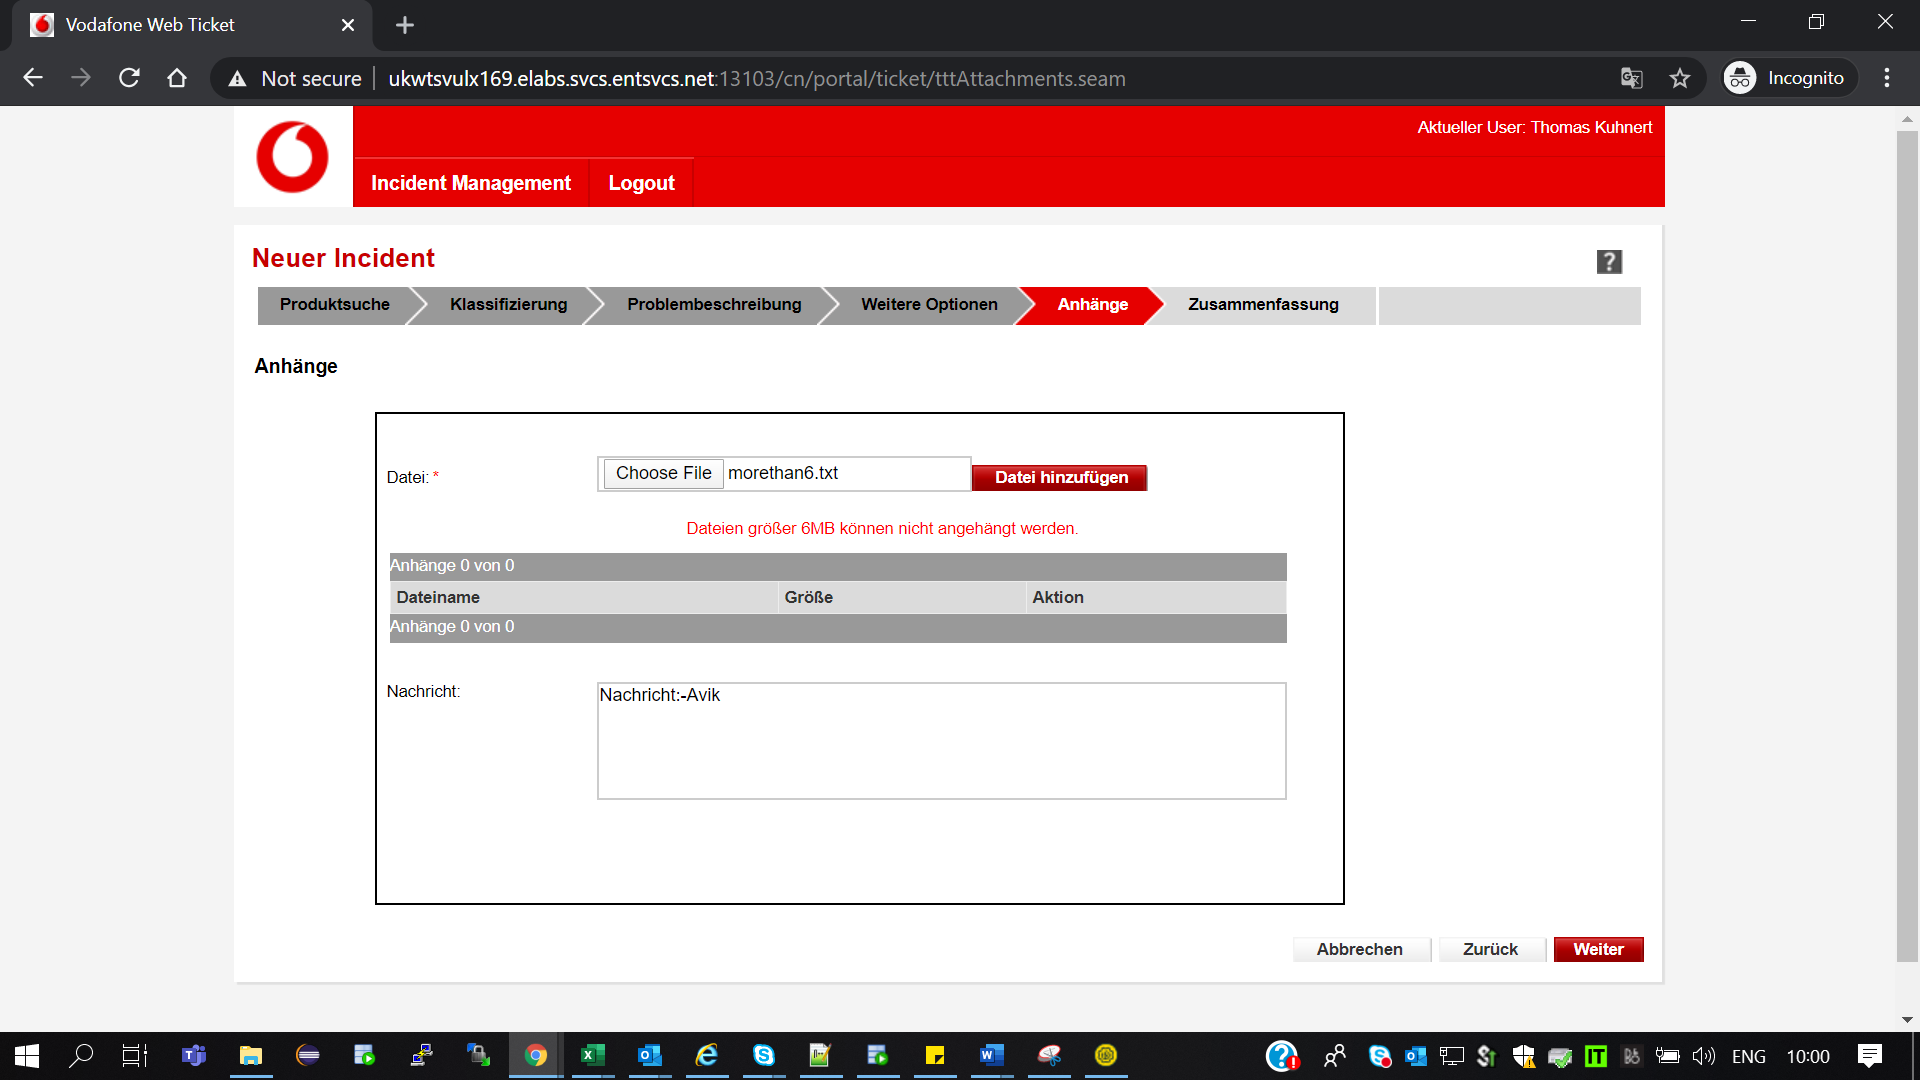 Vodafone Web Ticket
Not secure ukwtsvulx169.elabs.svcs.entsvcs.net:13103/cn/portal/ticket/tttAttachments.seam Incognito
Aktueller User: Thomas Kuhnert
Incident Management Logout
Neuer Incident
?
Produktsuche Klassifizierung Problembeschreibung Weitere Optionen Anhänge Zusammenfassung
Anhänge
Datei: * Choose File morethan6.txt Datei hinzufügen
Dateien größer 6MB können nicht angehängt werden.
Anhänge 0 von 0
Dateiname Größe Aktion
Anhänge 0 von 0
Nachricht: Nachricht:-Avik
Abbrechen Zurück Weiter
ENG 10:00